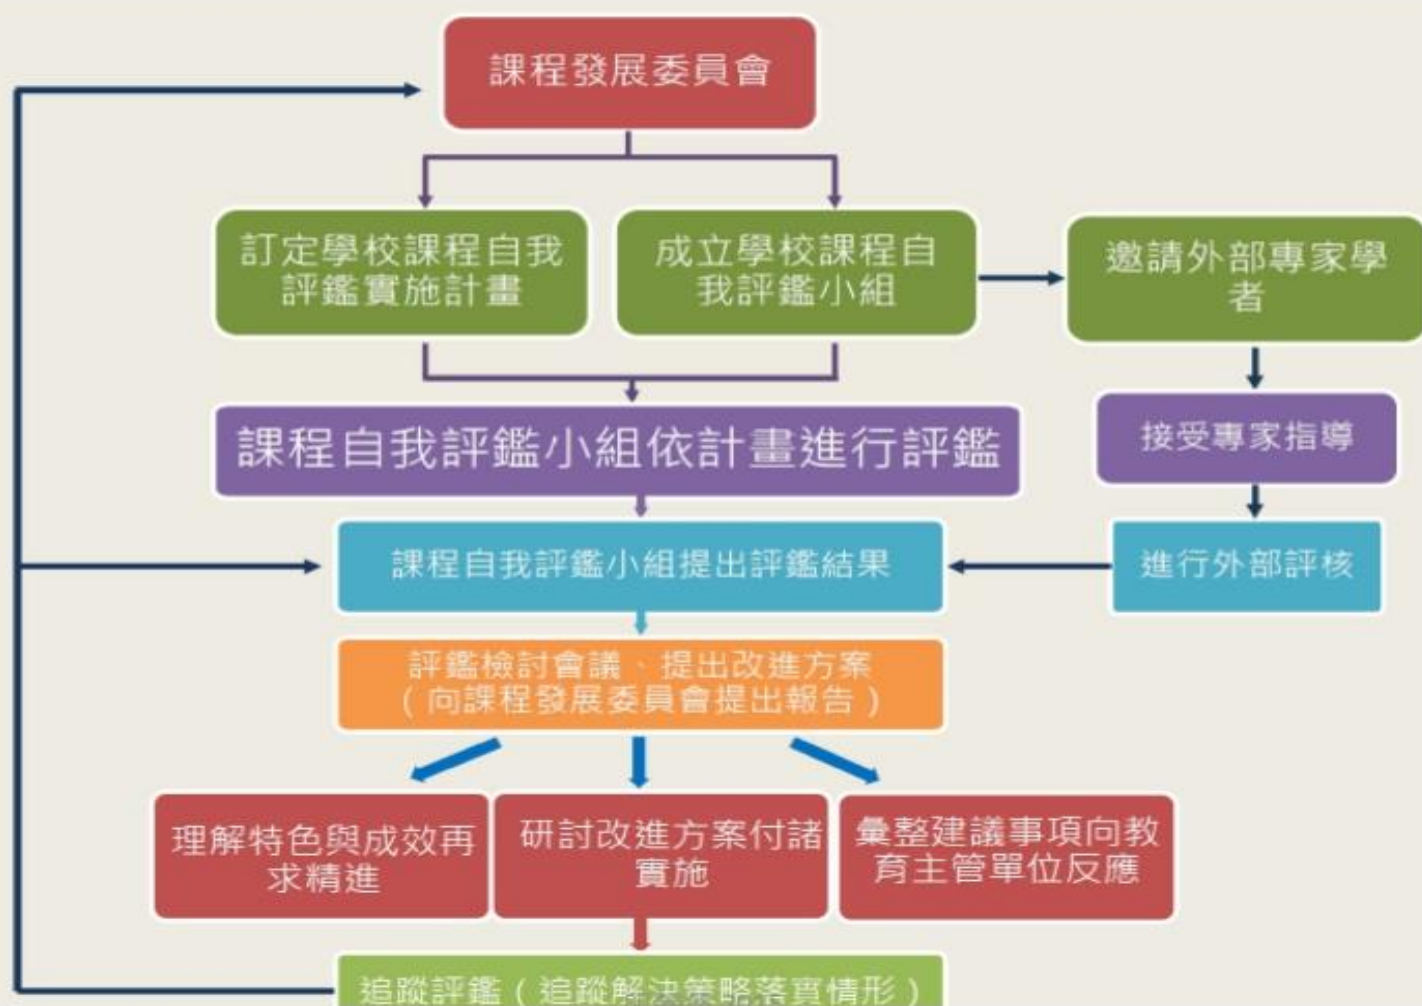 課程發展委員會
訂定學校課程自我
評鑑實施計畫
成立學校課程自
我評鑑小組
邀請外部專家學
者
課程自我評鑑小組依計畫進行評鑑
接受專家指導
課程自我評鑑小組提出評鑑結果
進行外部評核
評鑑檢討會議、提出改進方案
（向課程發展委員會提出報告）
理解特色與成效再
求精進
研討改進方案付諸
實施
彙整建議事項向教
育主管單位反應
追蹤評鑑（追蹤解決策略落實情形）